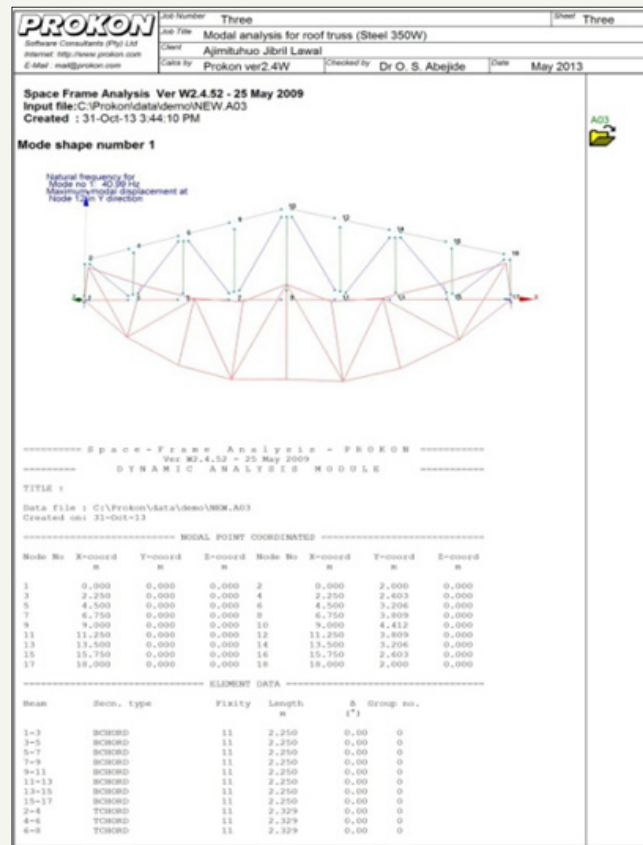 PROKON
Software Consultants (Pty) Ltd
Internet: http://www.prokon.com
E-Mail : mail@prokon.com
Job Number Three Sheet Three
Job Title Modal analysis for roof truss (Steel 350W)
Client Ajimituhuo Jibril Lawal
Calcs by Prokon ver2.4W Checked by Dr O. S. Abejide Date May 2013
Space Frame Analysis Ver W2.4.52 - 25 May 2009
Input file:C:\Prokon\data\demo\NEW.A03
Created : 31-Oct-13 3:44:10 PM
A03
Mode shape number 1
Natural frequency for
Mode no 1: 40.99 Hz
Maximum modal displacement at
Node 12 in Y direction
========= Space-Frame Analysis - PROKON ==========
Ver W2.4.52 - 25 May 2009
========= DYNAMIC ANALYSIS MODULE ==========
TITLE :
Data file : C:\Prokon\data\demo\NEW.A03
Created on: 31-Oct-13
NODAL POINT COORDINATES
Node No X-coord Y-coord Z-coord Node No X-coord Y-coord Z-coord
m m m m m m
1 0.000 0.000 0.000 2 0.000 2.000 0.000
3 2.250 0.000 0.000 4 2.250 2.603 0.000
5 4.500 0.000 0.000 6 4.500 3.206 0.000
7 6.750 0.000 0.000 8 6.750 3.809 0.000
9 9.000 0.000 0.000 10 9.000 4.412 0.000
11 11.250 0.000 0.000 12 11.250 3.809 0.000
13 13.500 0.000 0.000 14 13.500 3.206 0.000
15 15.750 0.000 0.000 16 15.750 2.603 0.000
17 18.000 0.000 0.000 18 18.000 2.000 0.000
ELEMENT DATA
Beam Secn. type Fixity Length ß Group no.
m (°)
1-3 BCHORD 11 2.250 0.00 0
3-5 BCHORD 11 2.250 0.00 0
5-7 BCHORD 11 2.250 0.00 0
7-9 BCHORD 11 2.250 0.00 0
9-11 BCHORD 11 2.250 0.00 0
11-13 BCHORD 11 2.250 0.00 0
13-15 BCHORD 11 2.250 0.00 0
15-17 BCHORD 11 2.250 0.00 0
2-4 TCHORD 11 2.329 0.00 0
4-6 TCHORD 11 2.329 0.00 0
6-8 TCHORD 11 2.329 0.00 0